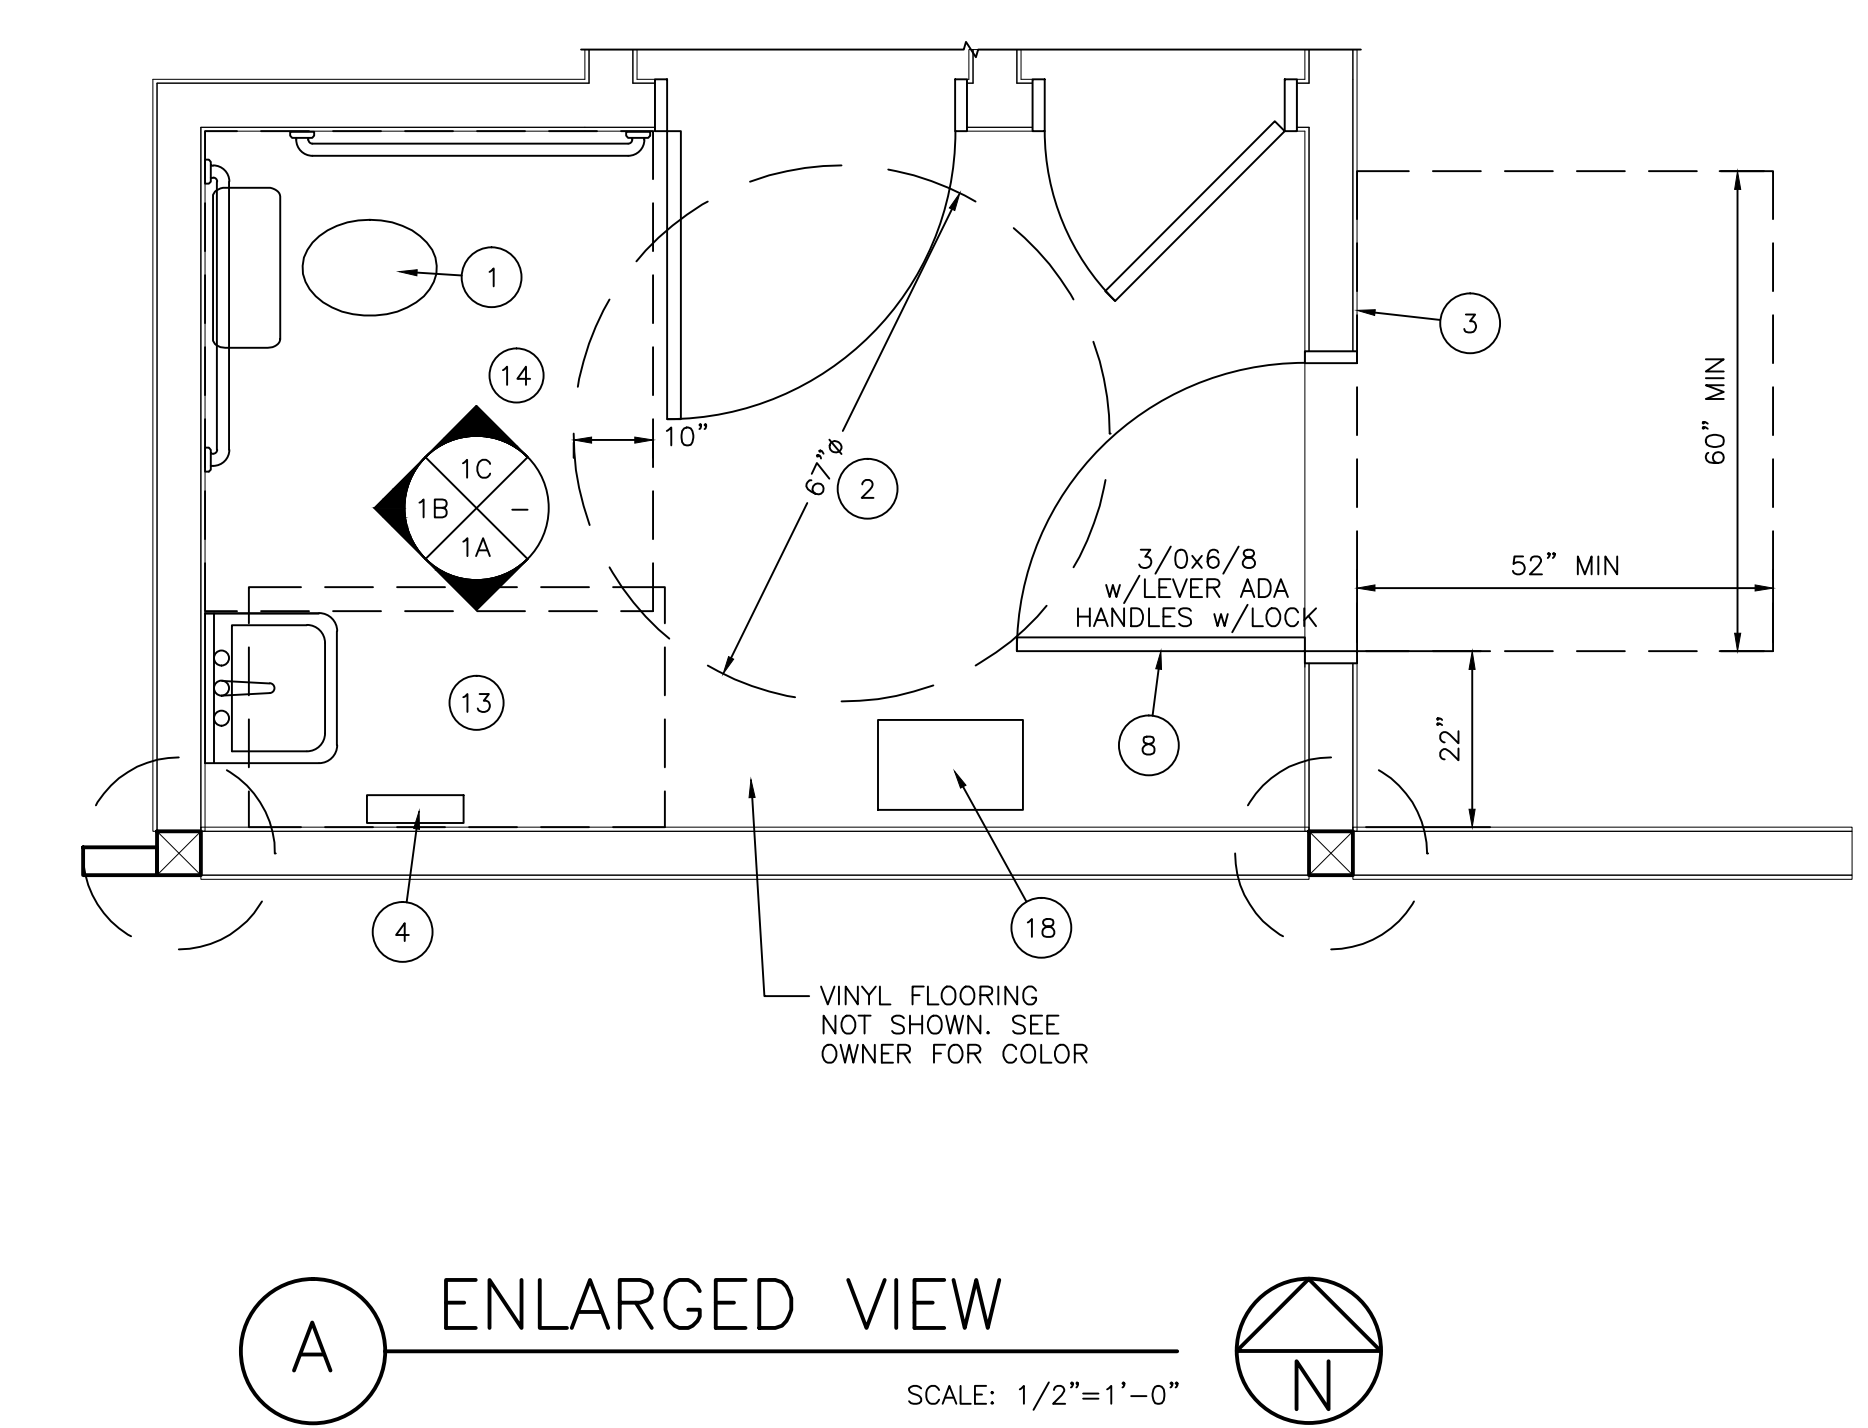 1
14
3
10"
60" MIN
67"ø
2
1C
1B
–
1A
3/0x6/8
w/LEVER ADA
HANDLES w/LOCK
52" MIN
13
8
22"
4
18
VINYL FLOORING
NOT SHOWN. SEE
OWNER FOR COLOR
A
ENLARGED VIEW
SCALE: 1/2"=1'–0"
N